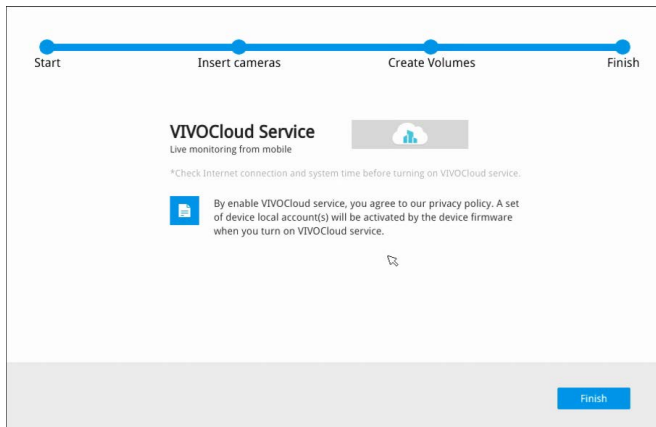 Start Insert cameras Create Volumes Finish
VIVOCloud Service
Live monitoring from mobile
*Check Internet connection and system time before turning on VIVOCloud service.
By enable VIVOCloud service, you agree to our privacy policy. A set
of device local account(s) will be activated by the device firmware
when you turn on VIVOCloud service.
Finish